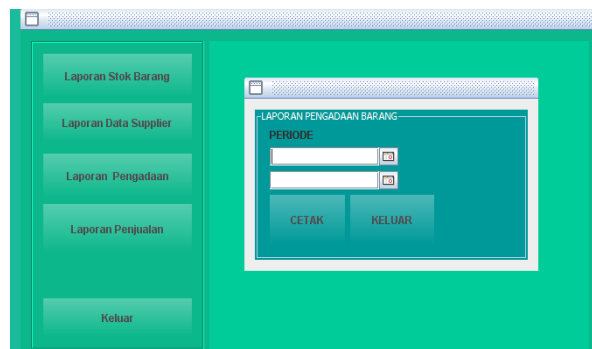 Laporan Stok Barang
Laporan Data Supplier
Laporan Pengadaan
Laporan Penjualan
Keluar
LAPORAN PENGADAAN BARANG
PERIODE
CETAK KELUAR